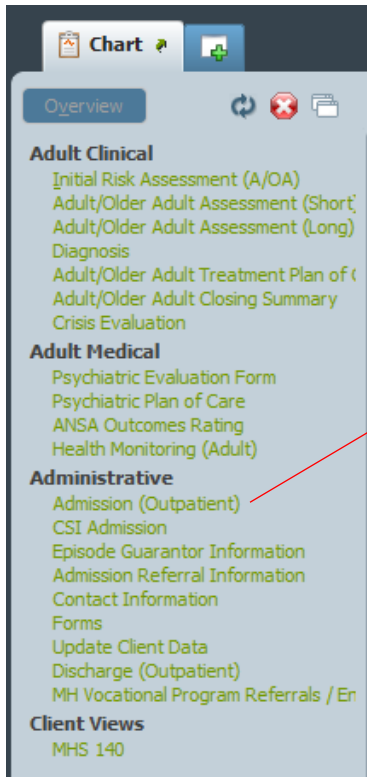 Chart
Overview
Adult Clinical
Initial Risk Assessment (A/OA)
Adult/Older Adult Assessment (Short)
Adult/Older Adult Assessment (Long)
Diagnosis
Adult/Older Adult Treatment Plan of
Adult/Older Adult Closing Summary
Crisis Evaluation
Adult Medical
Psychiatric Evaluation Form
Psychiatric Plan of Care
ANSA Outcomes Rating
Health Monitoring (Adult)
Administrative
Admission (Outpatient)
CSI Admission
Episode Guarantor Information
Admission Referral Information
Contact Information
Forms
Update Client Data
Discharge (Outpatient)
MH Vocational Program Referrals / En
Client Views
MHS 140